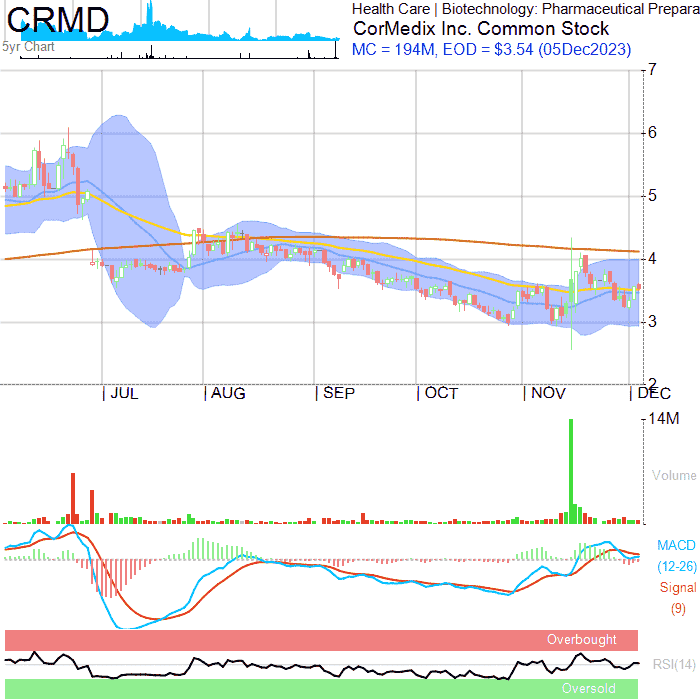 CRMD
Health Care | Biotechnology: Pharmaceutical Prepara
CorMedix Inc. Common Stock
5yr Chart
MC = 194M, EOD = $3.54 (05Dec2023)
7
6
5
4
3
2
JUL
AUG
SEP
OCT
NOV
DEC
14M
Volume
MACD
(12-26)
Signal
(9)
Overbought
RSI(14)
Oversold